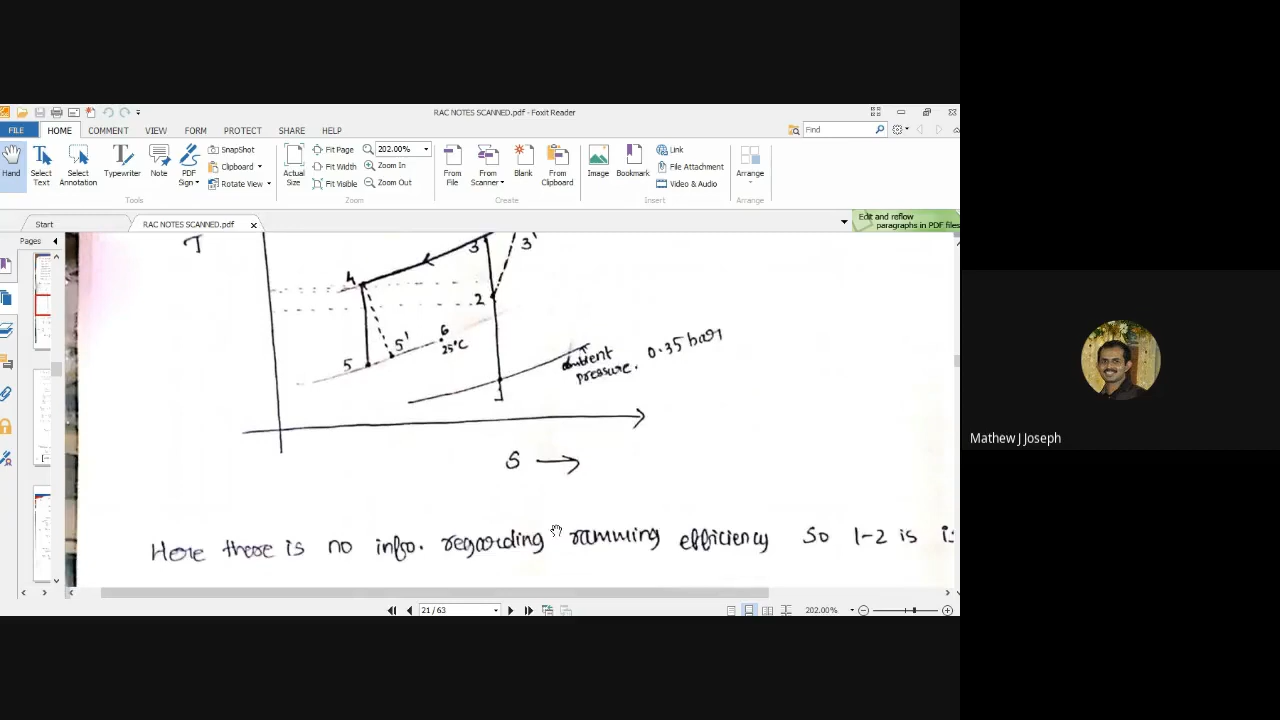 RAC NOTES SCANNED.pdf - Foxit Reader
FILE HOME COMMENT VIEW FORM PROTECT SHARE HELP
Find
Hand
Select Text
Select Annotation
Typewriter
Note
PDF Sign
SnapShot
Clipboard
Rotate View
Tools
Actual Size
Fit Page
Fit Width
Fit Visible
202.00%
Zoom In
Zoom Out
Zoom
From File
From Scanner
Blank
From Clipboard
Create
Image
Bookmark
Link
File Attachment
Video & Audio
Insert
Arrange
Arrange
Start
RAC NOTES SCANNED.pdf
Edit and reflow
paragraphs in PDF files
Pages
T
3 3'
4
2
6
25°C
5 5'
ambient
pressure. 0.35 bar
S
Here there is no info. regarding ramming efficiency So 1-2 is
21 / 63
202.00%
Mathew J Joseph